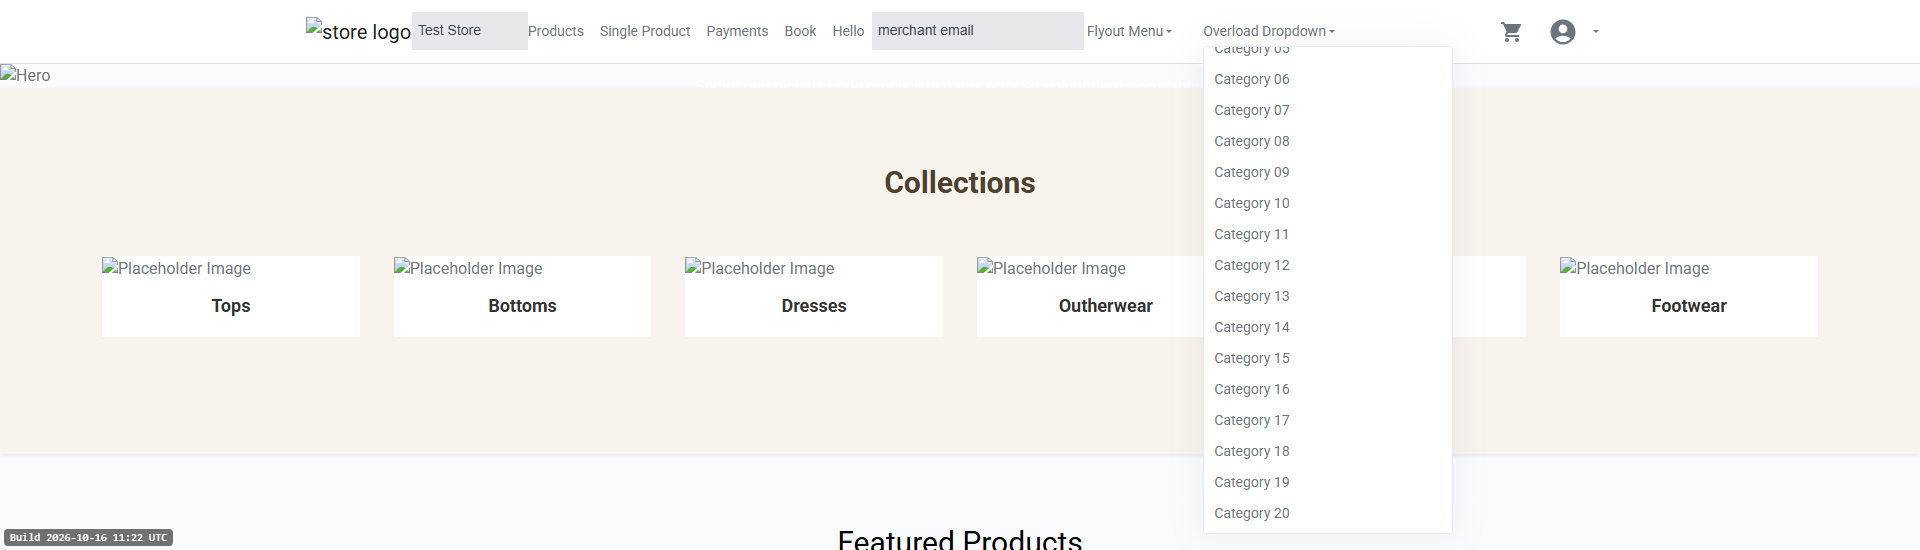 store logo Test Store Products Single Product Payments Book Hello merchant email Flyout Menu Overload Dropdown
Hero
Category 05
Category 06
Category 07
Category 08
Category 09
Category 10
Category 11
Category 12
Category 13
Category 14
Category 15
Category 16
Category 17
Category 18
Category 19
Category 20
Collections
Placeholder Image Placeholder Image Placeholder Image Placeholder Image Placeholder Image
Tops Bottoms Dresses Outherwear Footwear
Featured Products
Build 2026-10-16 11:22 UTC